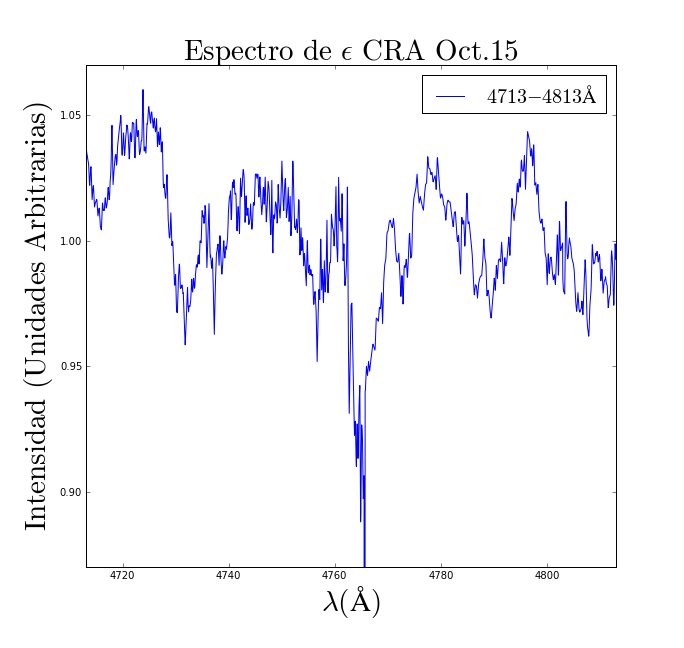 Espectro de ϵ CRA Oct.15
4713−4813Å
Intensidad (Unidades Arbitrarias)
1.05
1.00
0.95
0.90
4720 4740 4760 4780 4800
λ(Å)